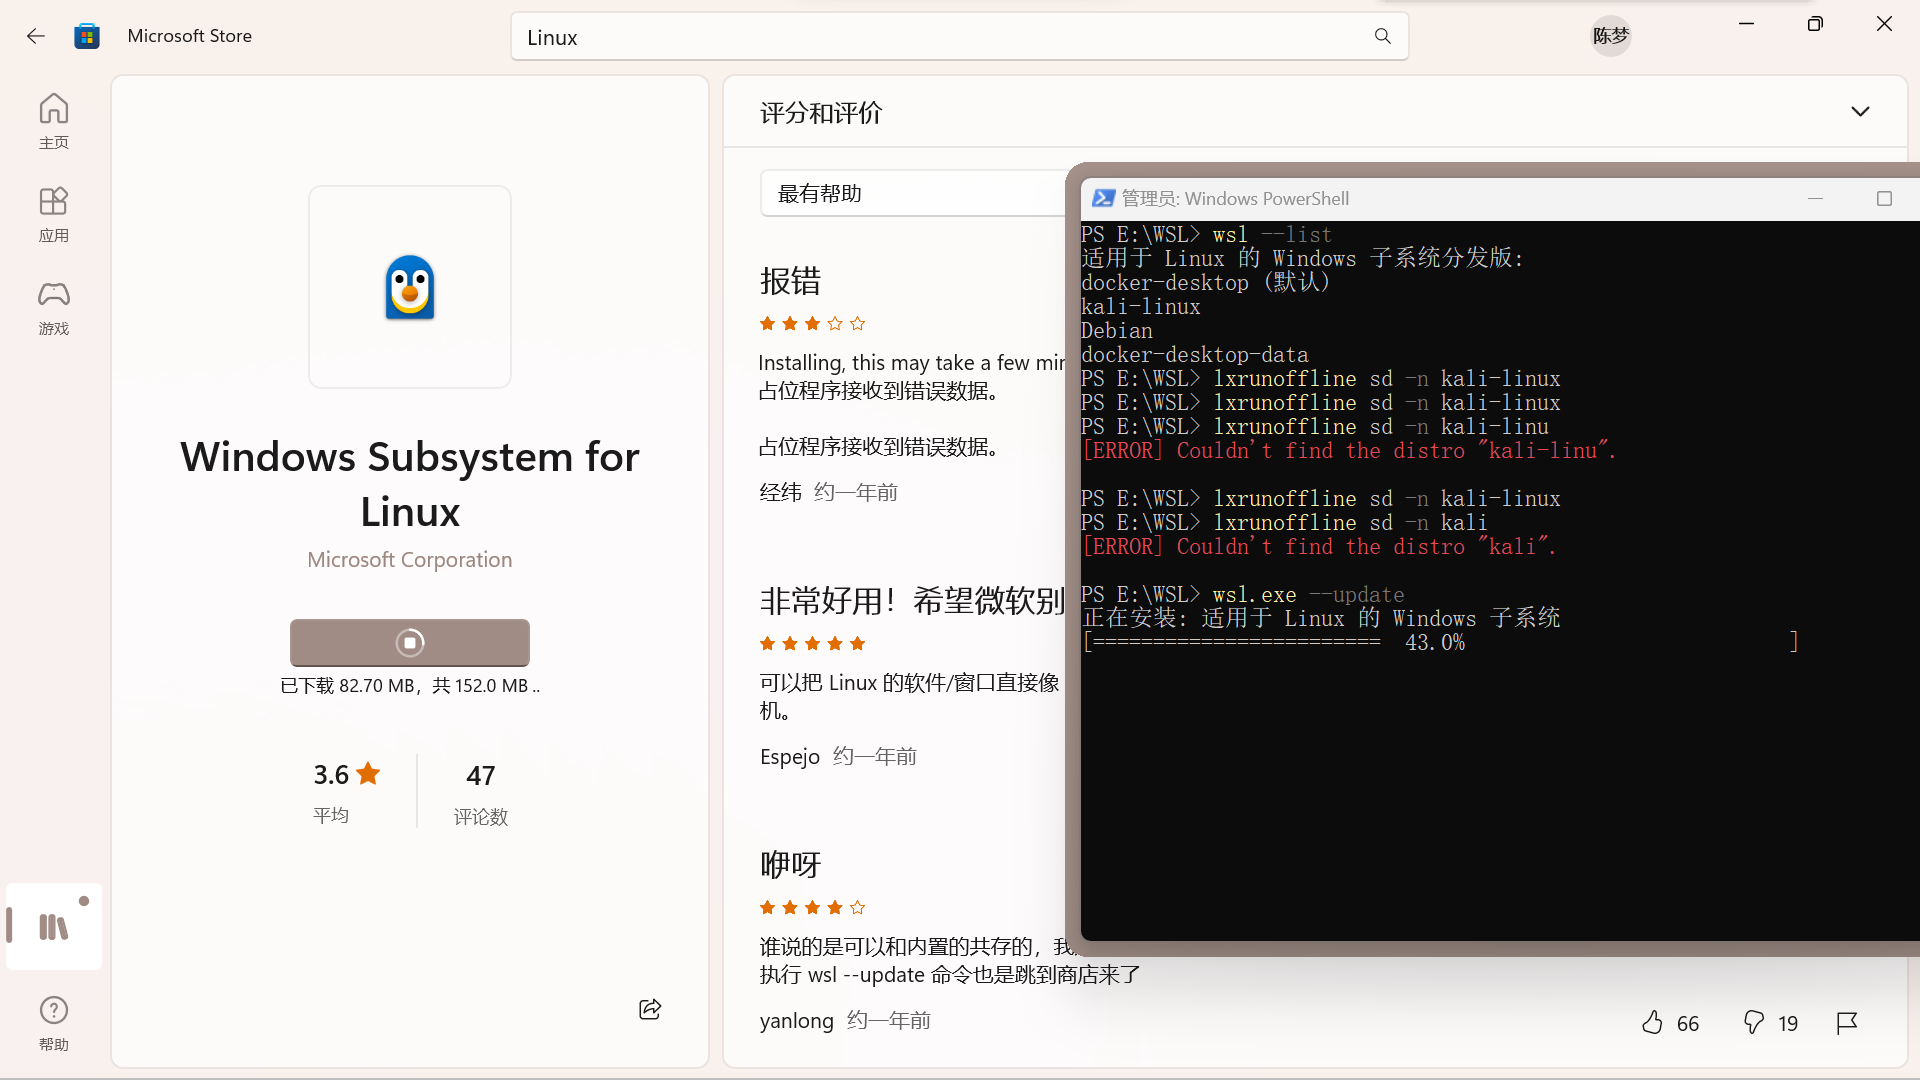 Microsoft Store
Linux
陈梦
主页
应用
游戏
帮助
Windows Subsystem for
Linux
Microsoft Corporation
已下载 82.70 MB，共 152.0 MB ..
3.6
平均
47
评论数
评分和评价
最有帮助
报错
Installing, this may take a few min
占位程序接收到错误数据。
占位程序接收到错误数据。
经纬 约一年前
非常好用！希望微软别
可以把 Linux 的软件/窗口直接像
机。
Espejo 约一年前
咿呀
谁说的是可以和内置的共存的，我
执行 wsl --update 命令也是跳到商店来了
yanlong 约一年前
66
19
管理员: Windows PowerShell
PS E:\WSL> wsl --list
适用于 Linux 的 Windows 子系统分发版:
docker-desktop (默认)
kali-linux
Debian
docker-desktop-data
PS E:\WSL> lxrunoffline sd -n kali-linux
PS E:\WSL> lxrunoffline sd -n kali-linux
PS E:\WSL> lxrunoffline sd -n kali-linu
[ERROR] Couldn't find the distro "kali-linu".
PS E:\WSL> lxrunoffline sd -n kali-linux
PS E:\WSL> lxrunoffline sd -n kali
[ERROR] Couldn't find the distro "kali".
PS E:\WSL> wsl.exe --update
正在安装: 适用于 Linux 的 Windows 子系统
[======================== 43.0% ]